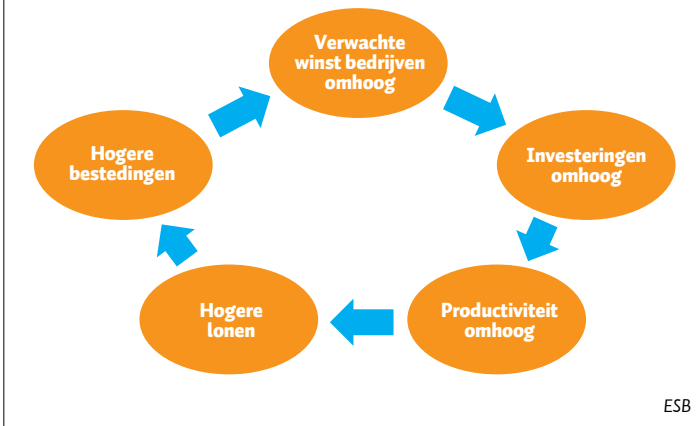 Verwachte
winst bedrijven
omhoog
Investeringen
omhoog
Productiviteit
omhoog
Hogere
lonen
Hogere
bestedingen
ESB